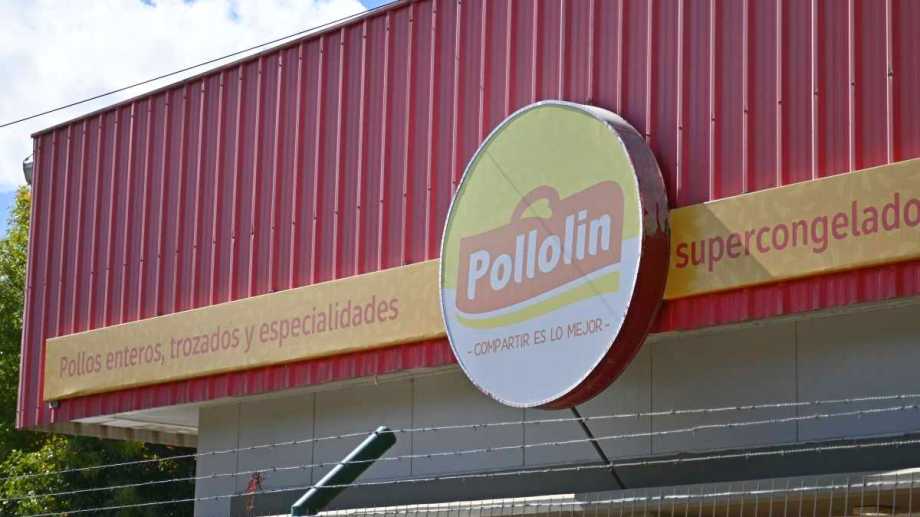 Pollos enteros, trozados y especialidades
Pollolin
- COMPARTIR ES LO MEJOR -
supercongelado